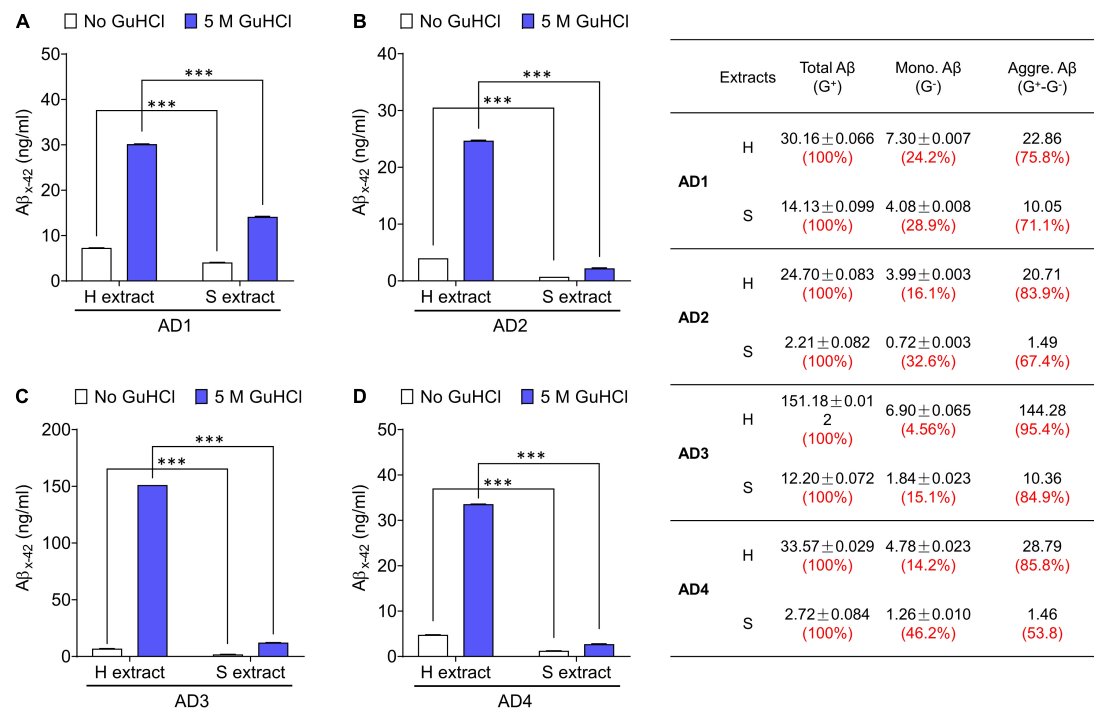 A
No GuHCl
5 M GuHCl
Aβx-42 (ng/ml)
50
40
30
20
10
0
***
***
H extract
S extract
AD1
B
No GuHCl
5 M GuHCl
Aβx-42 (ng/ml)
40
30
20
10
0
***
***
H extract
S extract
AD2
C
No GuHCl
5 M GuHCl
Aβx-42 (ng/ml)
200
150
100
50
0
***
***
H extract
S extract
AD3
D
No GuHCl
5 M GuHCl
Aβx-42 (ng/ml)
50
40
30
20
10
0
***
***
H extract
S extract
AD4
Extracts
Total Aβ
(G+)
Mono. Aβ
(G-)
Aggre. Aβ
(G+-G-)
AD1
H
30.16±0.066
(100%)
7.30±0.007
(24.2%)
22.86
(75.8%)
S
14.13±0.099
(100%)
4.08±0.008
(28.9%)
10.05
(71.1%)
AD2
H
24.70±0.083
(100%)
3.99±0.003
(16.1%)
20.71
(83.9%)
S
2.21±0.082
(100%)
0.72±0.003
(32.6%)
1.49
(67.4%)
AD3
H
151.18±0.01
2
(100%)
6.90±0.065
(4.56%)
144.28
(95.4%)
S
12.20±0.072
(100%)
1.84±0.023
(15.1%)
10.36
(84.9%)
AD4
H
33.57±0.029
(100%)
4.78±0.023
(14.2%)
28.79
(85.8%)
S
2.72±0.084
(100%)
1.26±0.010
(46.2%)
1.46
(53.8)